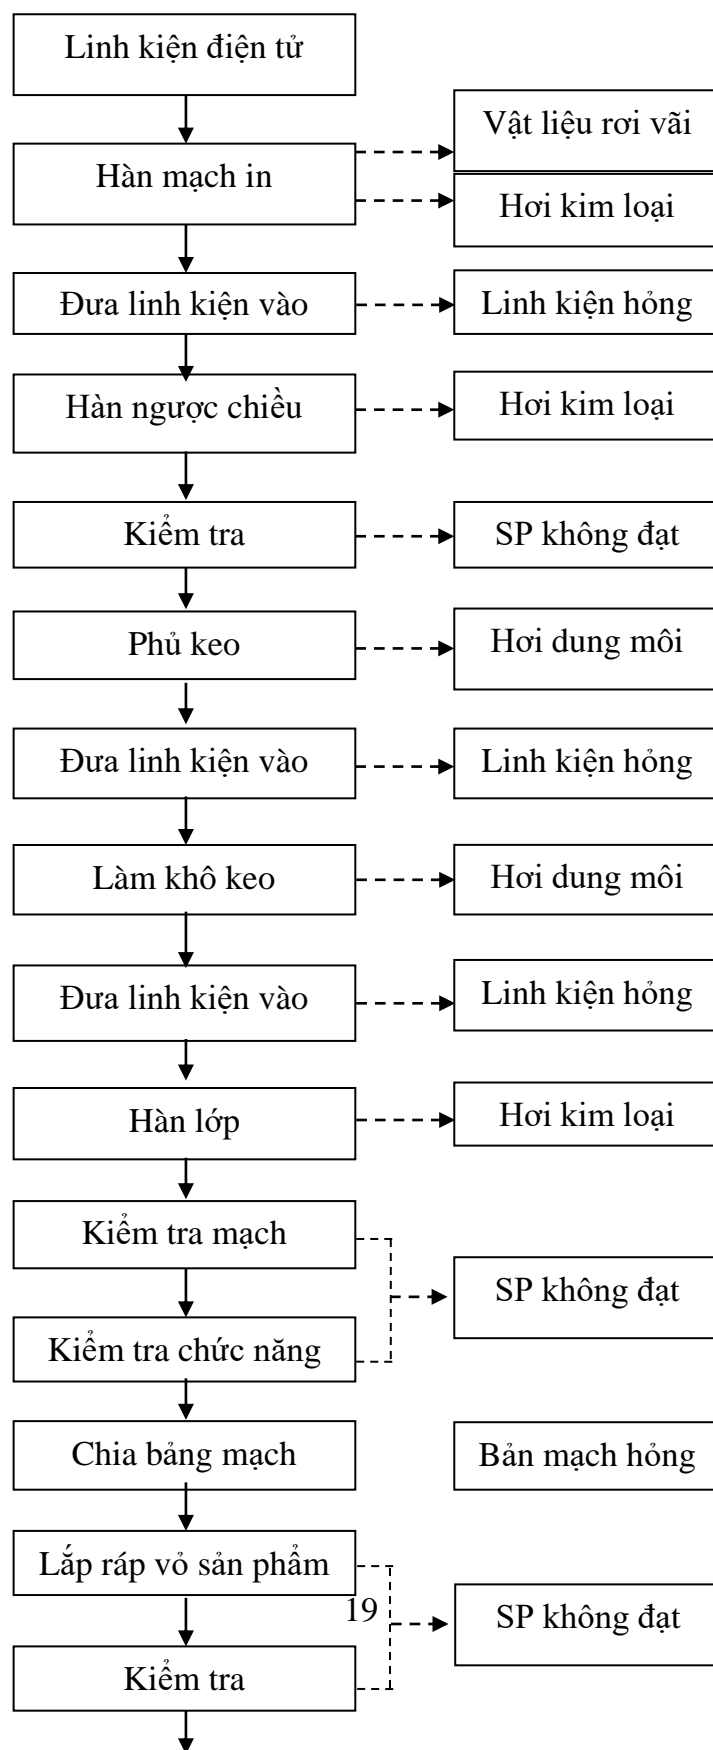 Linh kiện điện tử
Vật liệu rơi vãi
Hàn mạch in
Hơi kim loại
Đưa linh kiện vào
Linh kiện hỏng
Hàn ngược chiều
Hơi kim loại
Kiểm tra
SP không đạt
Phủ keo
Hơi dung môi
Đưa linh kiện vào
Linh kiện hỏng
Làm khô keo
Hơi dung môi
Đưa linh kiện vào
Linh kiện hỏng
Hàn lớp
Hơi kim loại
Kiểm tra mạch
SP không đạt
Kiểm tra chức năng
Chia bảng mạch
Bản mạch hỏng
Lắp ráp vỏ sản phẩm
19
SP không đạt
Kiểm tra